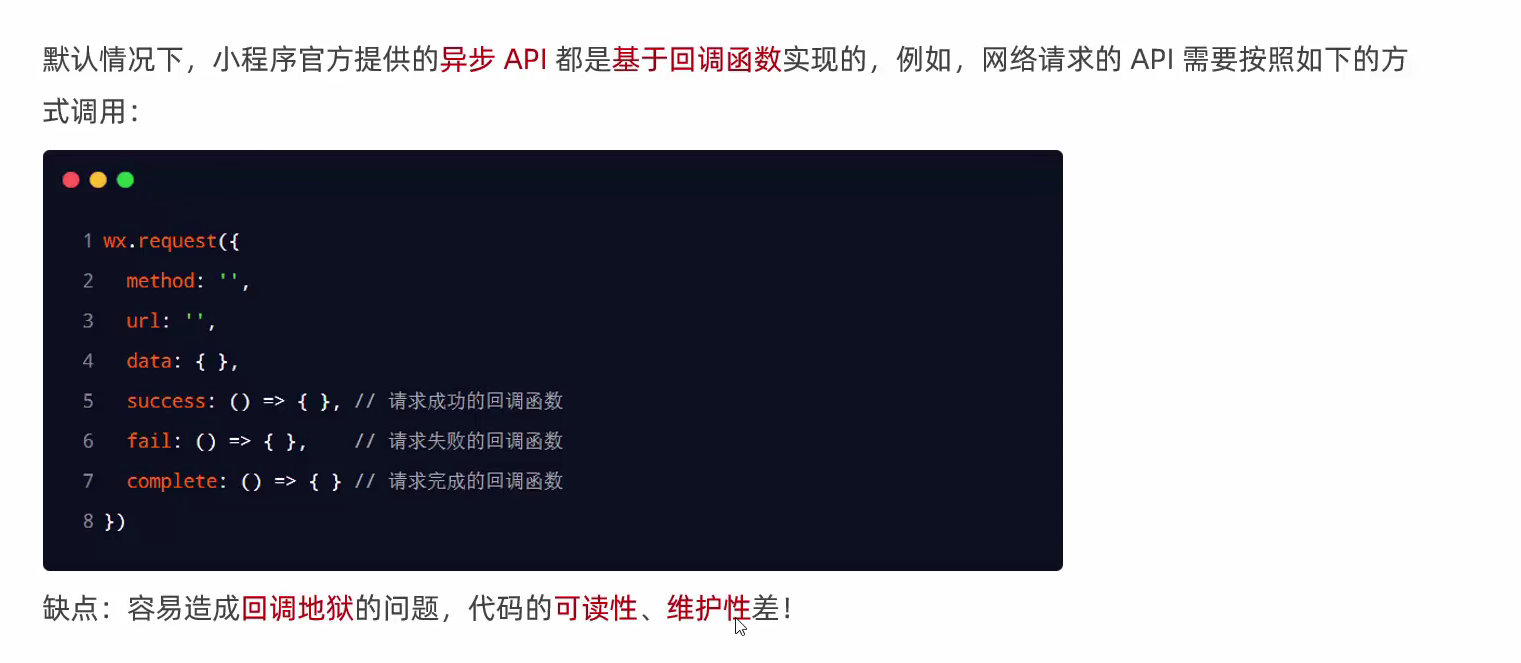 默认情况下，小程序官方提供的异步 API 都是基于回调函数实现的，例如，网络请求的 API 需要按照如下的方
式调用：
1 wx.request({
2   method: '',
3   url: '',
4   data: { },
5   success: () => { }, // 请求成功的回调函数
6   fail: () => { },    // 请求失败的回调函数
7   complete: () => { } // 请求完成的回调函数
8 })
缺点：容易造成回调地狱的问题，代码的可读性、维护性差！